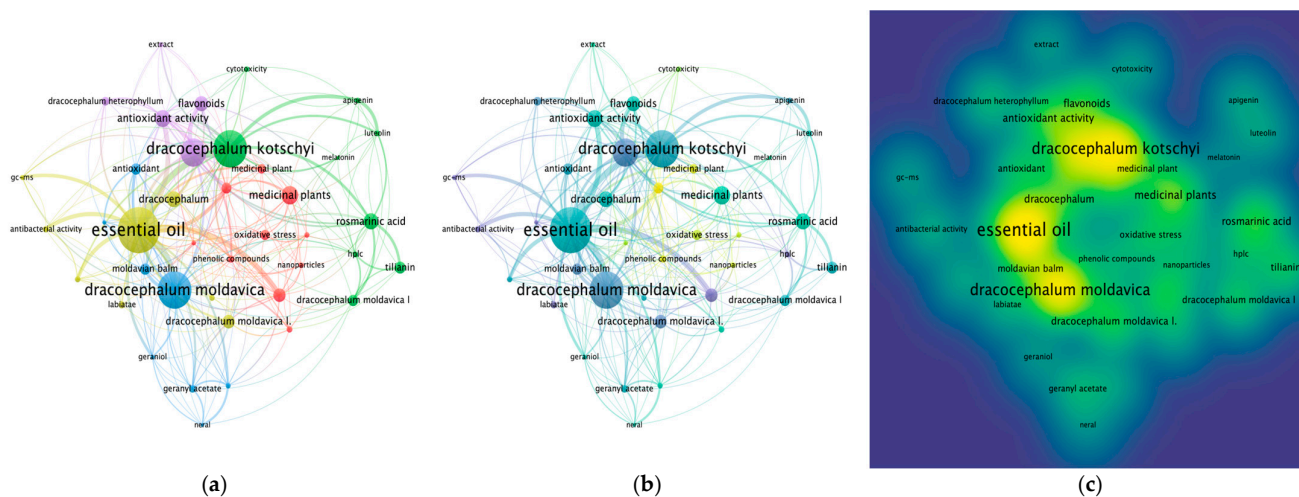 extract
cytotoxicity
dracocephalum heterophyllum
flavonoids
apigenin
antioxidant activity
luteolin
dracocephalum kotschyi
melatonin
antioxidant
medicinal plant
gc-ms
dracocephalum
medicinal plants
essential oil
rosmarinic acid
antibacterial activity
oxidative stress
hplc
phenolic compounds
moldavian balm
nanoparticles
tilianin
dracocephalum moldavica
labiatae
dracocephalum moldavica l
dracocephalum moldavica l.
geraniol
geranyl acetate
neral
(a)
extract
cytotoxicity
dracocephalum heterophyllum
flavonoids
apigenin
antioxidant activity
luteolin
dracocephalum kotschyi
melatonin
antioxidant
medicinal plant
gc-ms
dracocephalum
medicinal plants
essential oil
rosmarinic acid
antibacterial activity
oxidative stress
hplc
phenolic compounds
moldavian balm
nanoparticles
tilianin
dracocephalum moldavica
labiatae
dracocephalum moldavica l
dracocephalum moldavica l.
geraniol
geranyl acetate
neral
(b)
extract
cytotoxicity
dracocephalum heterophyllum
flavonoids
apigenin
antioxidant activity
luteolin
dracocephalum kotschyi
melatonin
antioxidant
medicinal plant
gc-ms
dracocephalum
medicinal plants
essential oil
rosmarinic acid
antibacterial activity
oxidative stress
hplc
phenolic compounds
moldavian balm
nanoparticles
tilianin
dracocephalum moldavica
labiatae
dracocephalum moldavica l
dracocephalum moldavica l.
geraniol
geranyl acetate
neral
(c)